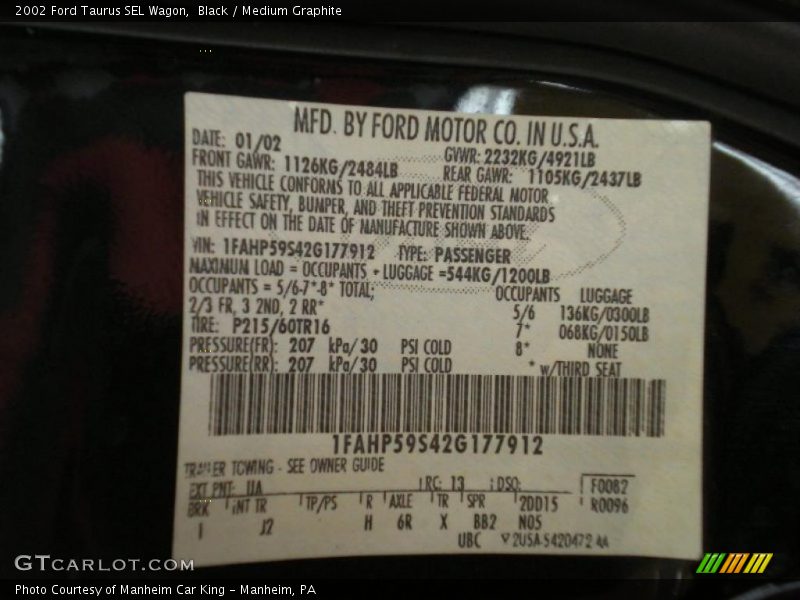 2002 Ford Taurus SEL Wagon, Black / Medium Graphite
MFD. BY FORD MOTOR CO. IN U.S.A.
DATE: 01/02 GVWR: 2232KG/4921LB
FRONT GAWR: 1126KG/2484LB REAR GAWR: 1105KG/2437LB
THIS VEHICLE CONFORMS TO ALL APPLICABLE FEDERAL MOTOR
VEHICLE SAFETY, BUMPER, AND THEFT PREVENTION STANDARDS
IN EFFECT ON THE DATE OF MANUFACTURE SHOWN ABOVE.
VIN: 1FAHP59S42G177912 TYPE: PASSENGER
MAXIMUM LOAD = OCCUPANTS + LUGGAGE =544KG/1200LB
OCCUPANTS = 5/6-7*-8* TOTAL; OCCUPANTS LUGGAGE
2/3 FR, 3 2ND, 2 RR* 5/6 136KG/0300LB
TIRE: P215/60TR16 7* 068KG/0150LB
PRESSURE(FR): 207 kPa/30 PSI COLD 8* NONE
PRESSURE(RR): 207 kPa/30 PSI COLD * w/THIRD SEAT
1FAHP59S42G177912
TRAILER TOWING - SEE OWNER GUIDE
EXT PNT: UA RC: 13 DSO: F0082
BRK INT TR TP/PS R AXLE TR SPR 2DD15 R0096
1 J2 H 6R X BB2 N05
UBC 2USA-5420472-AA
GTCARLOT.COM
Photo Courtesy of Manheim Car King - Manheim, PA